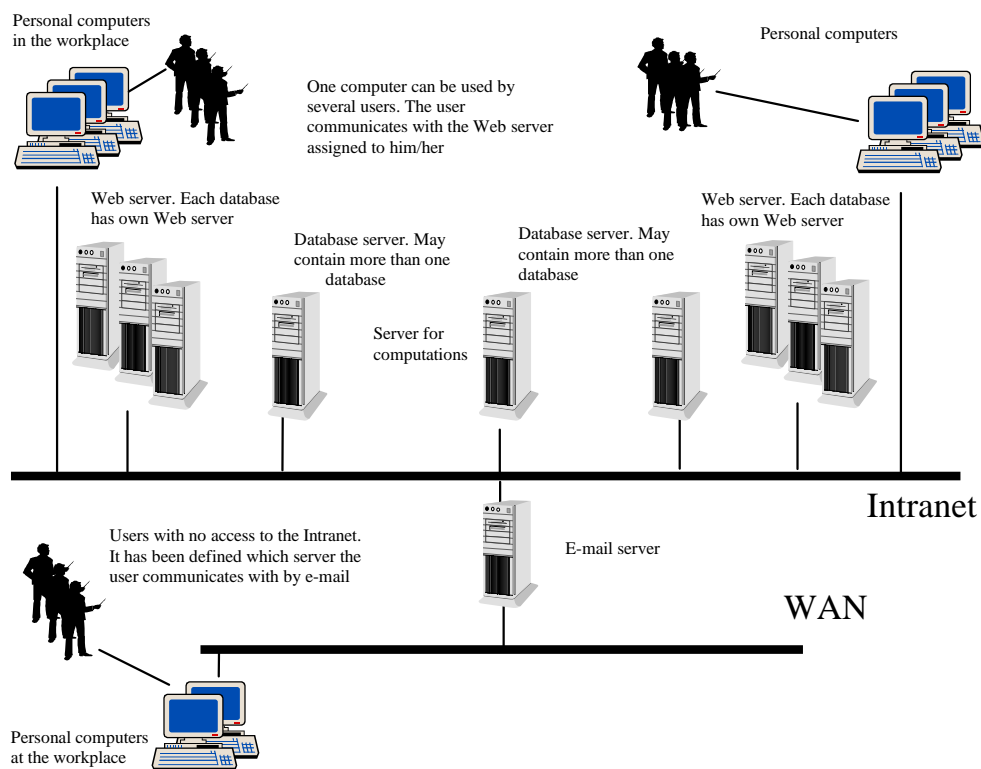 Personal computers
in the workplace
Personal computers
One computer can be used by
several users. The user
communicates with the Web server
assigned to him/her
Web server. Each database
has own Web server
Database server. May
contain more than one
database
Database server. May
contain more than one
database
Web server. Each database
has own Web server
Server for
computations
Intranet
Users with no access to the Intranet.
It has been defined which server the
user communicates with by e-mail
E-mail server
WAN
Personal computers
at the workplace